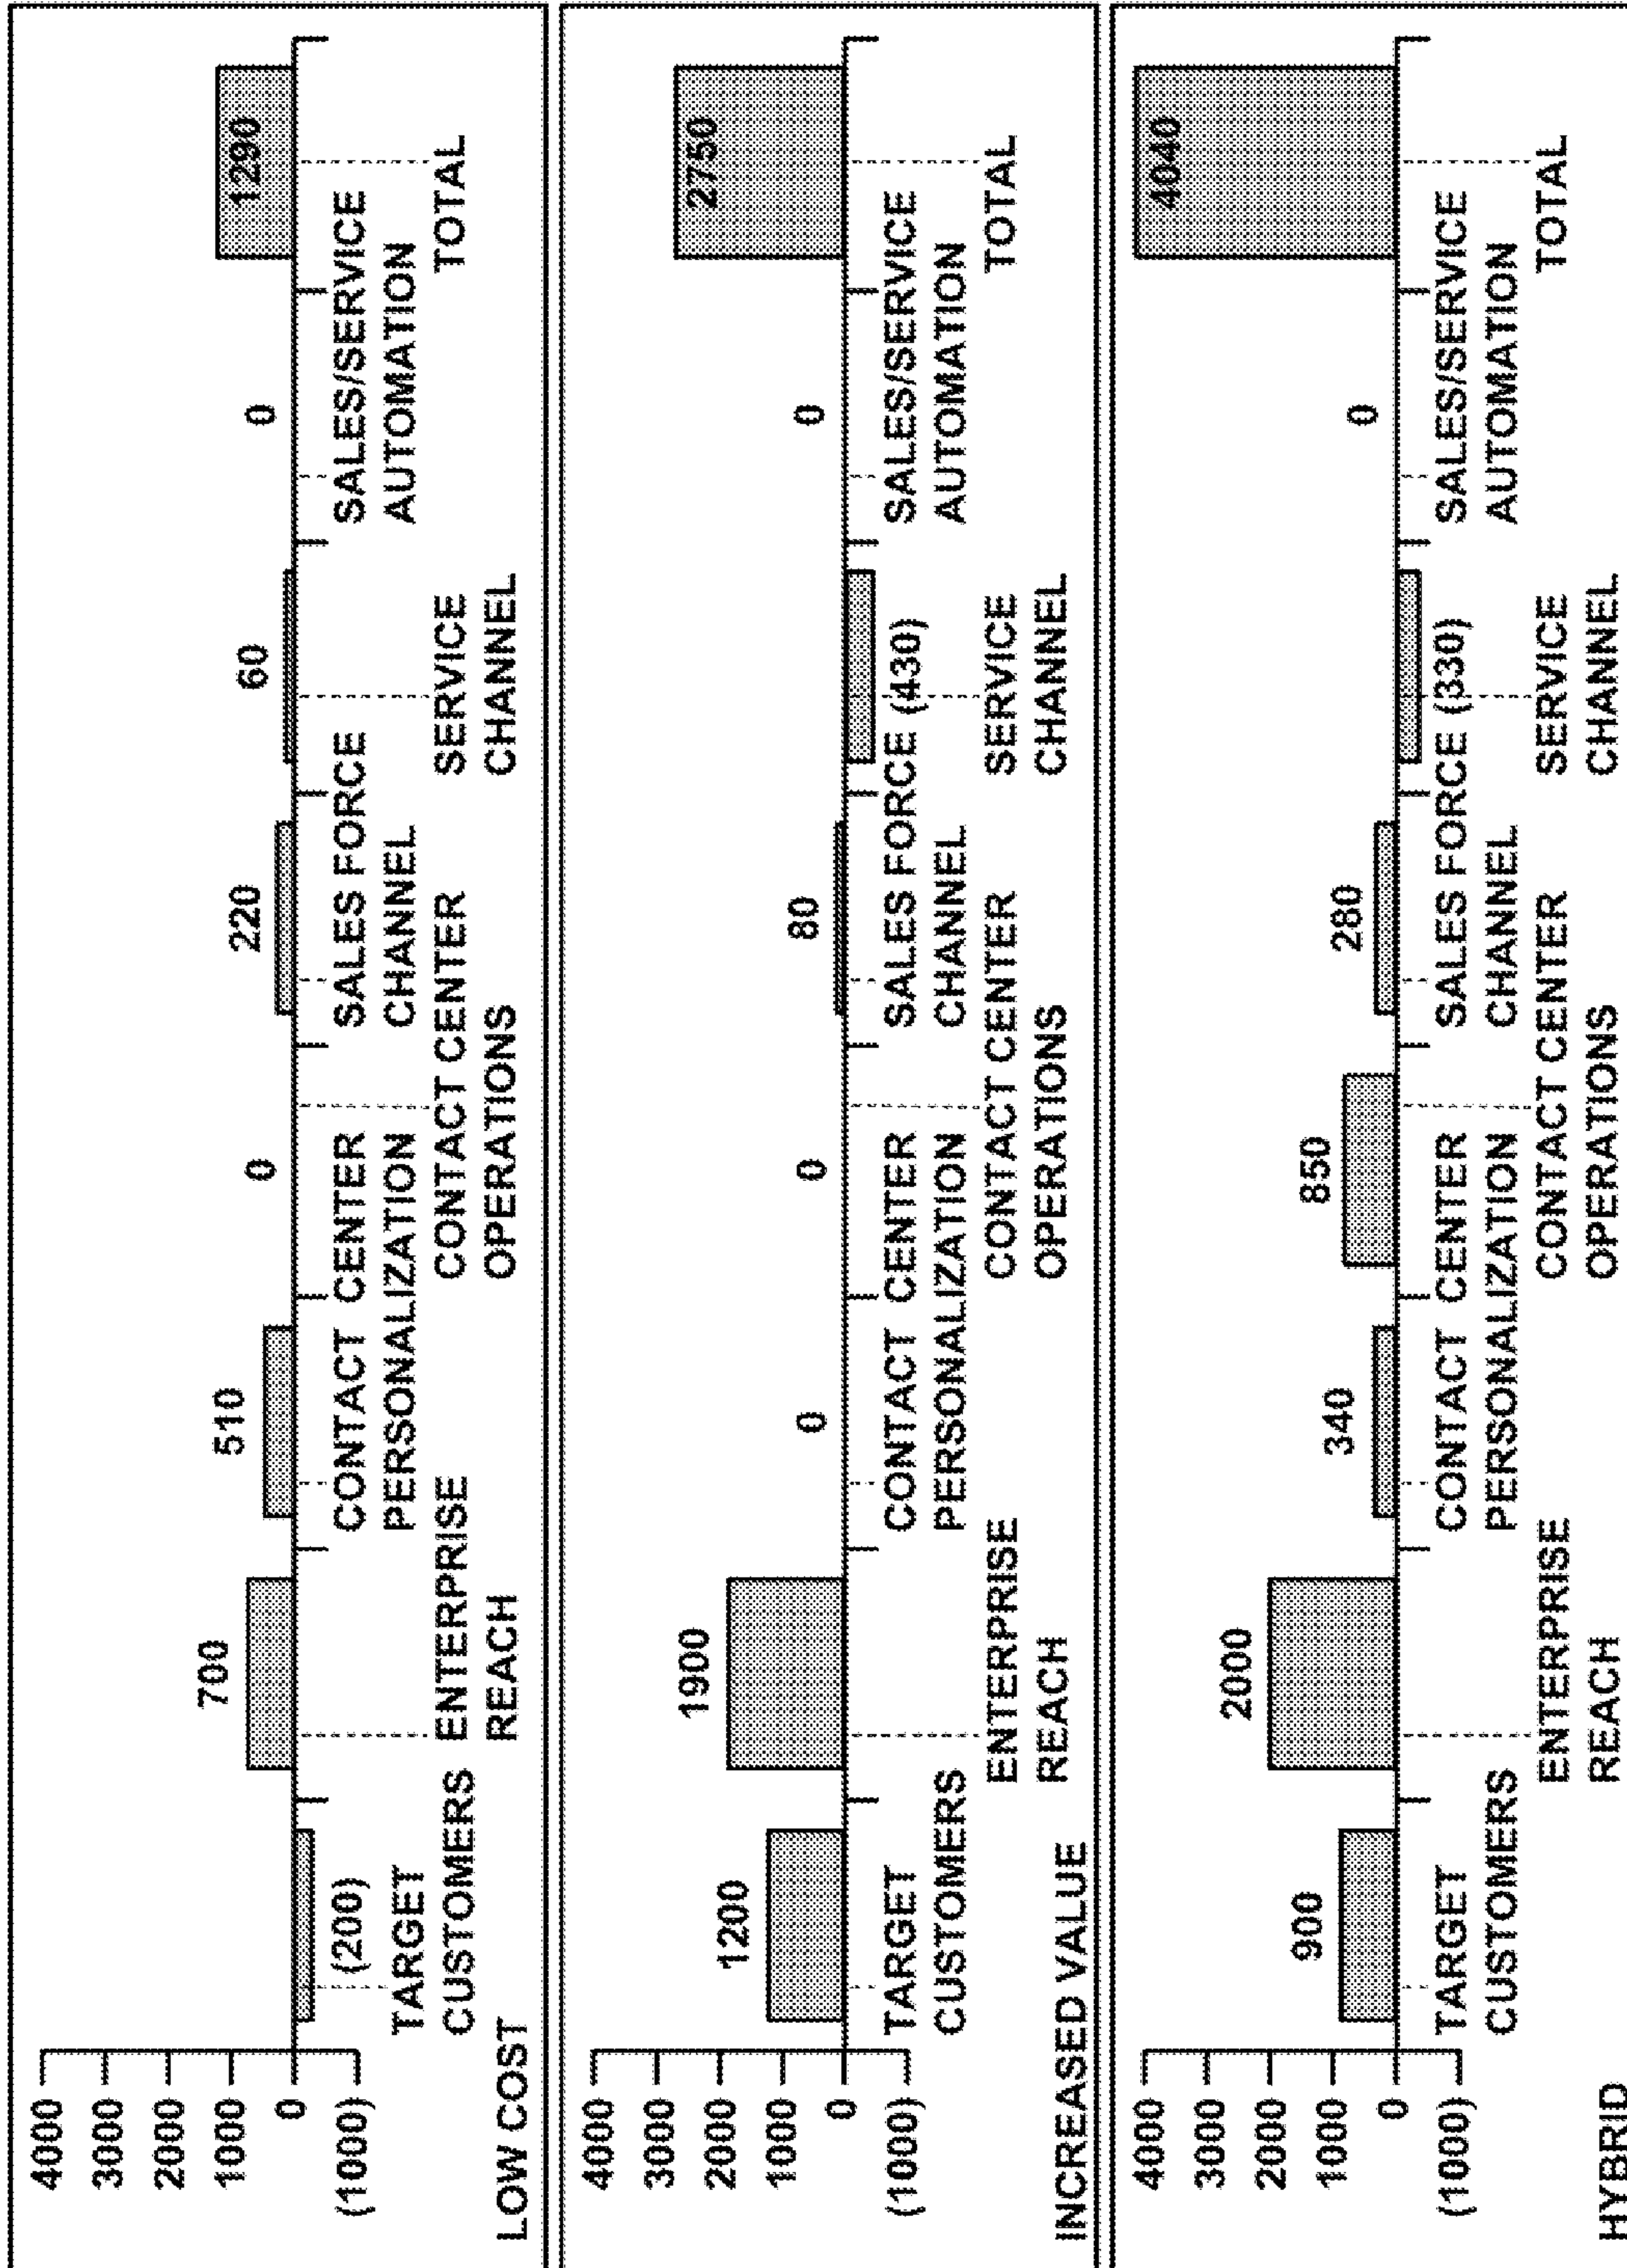 4000
3000
2000
1000
0
(1000)
(200)
700
510
0
220
60
0
1290
TARGET
CUSTOMERS
ENTERPRISE
REACH
CONTACT CENTER
PERSONALIZATION
CONTACT CENTER
OPERATIONS
SALES FORCE
CHANNEL
SERVICE
CHANNEL
SALES/SERVICE
AUTOMATION
TOTAL
LOW COST
4000
3000
2000
1000
0
(1000)
1200
1900
0
0
80
(430)
0
2750
TARGET
CUSTOMERS
ENTERPRISE
REACH
CONTACT CENTER
PERSONALIZATION
CONTACT CENTER
OPERATIONS
SALES FORCE
CHANNEL
SERVICE
CHANNEL
SALES/SERVICE
AUTOMATION
TOTAL
INCREASED VALUE
4000
3000
2000
1000
0
(1000)
900
2000
340
850
280
(330)
0
4040
TARGET
CUSTOMERS
ENTERPRISE
REACH
CONTACT CENTER
PERSONALIZATION
CONTACT CENTER
OPERATIONS
SALES FORCE
CHANNEL
SERVICE
CHANNEL
SALES/SERVICE
AUTOMATION
TOTAL
HYBRID